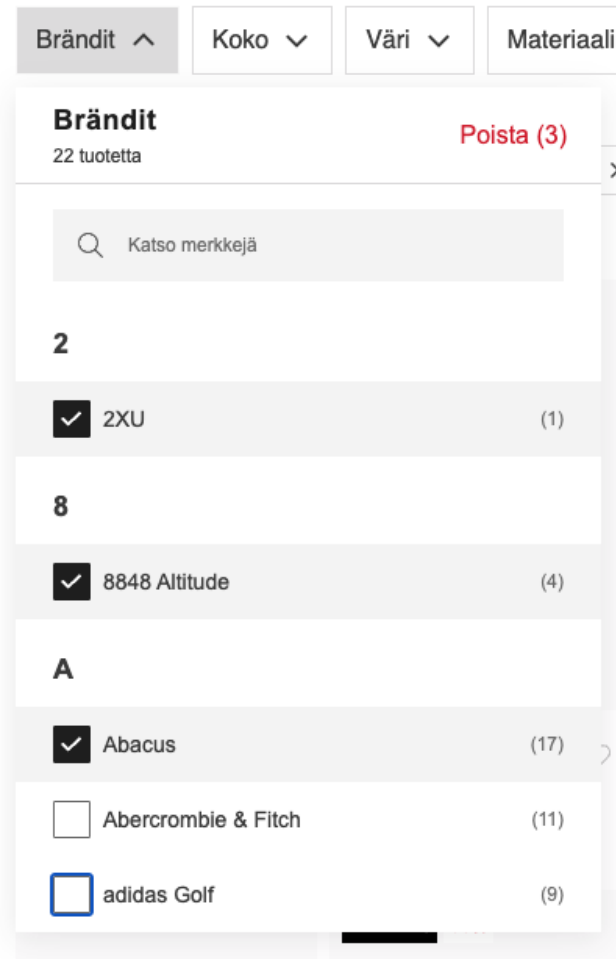 Brändit
Koko
Väri
Materiaali
Brändit
Poista (3)
22 tuotetta
Katso merkkejä
2
2XU (1)
8
8848 Altitude (4)
A
Abacus (17)
Abercrombie & Fitch (11)
adidas Golf (9)